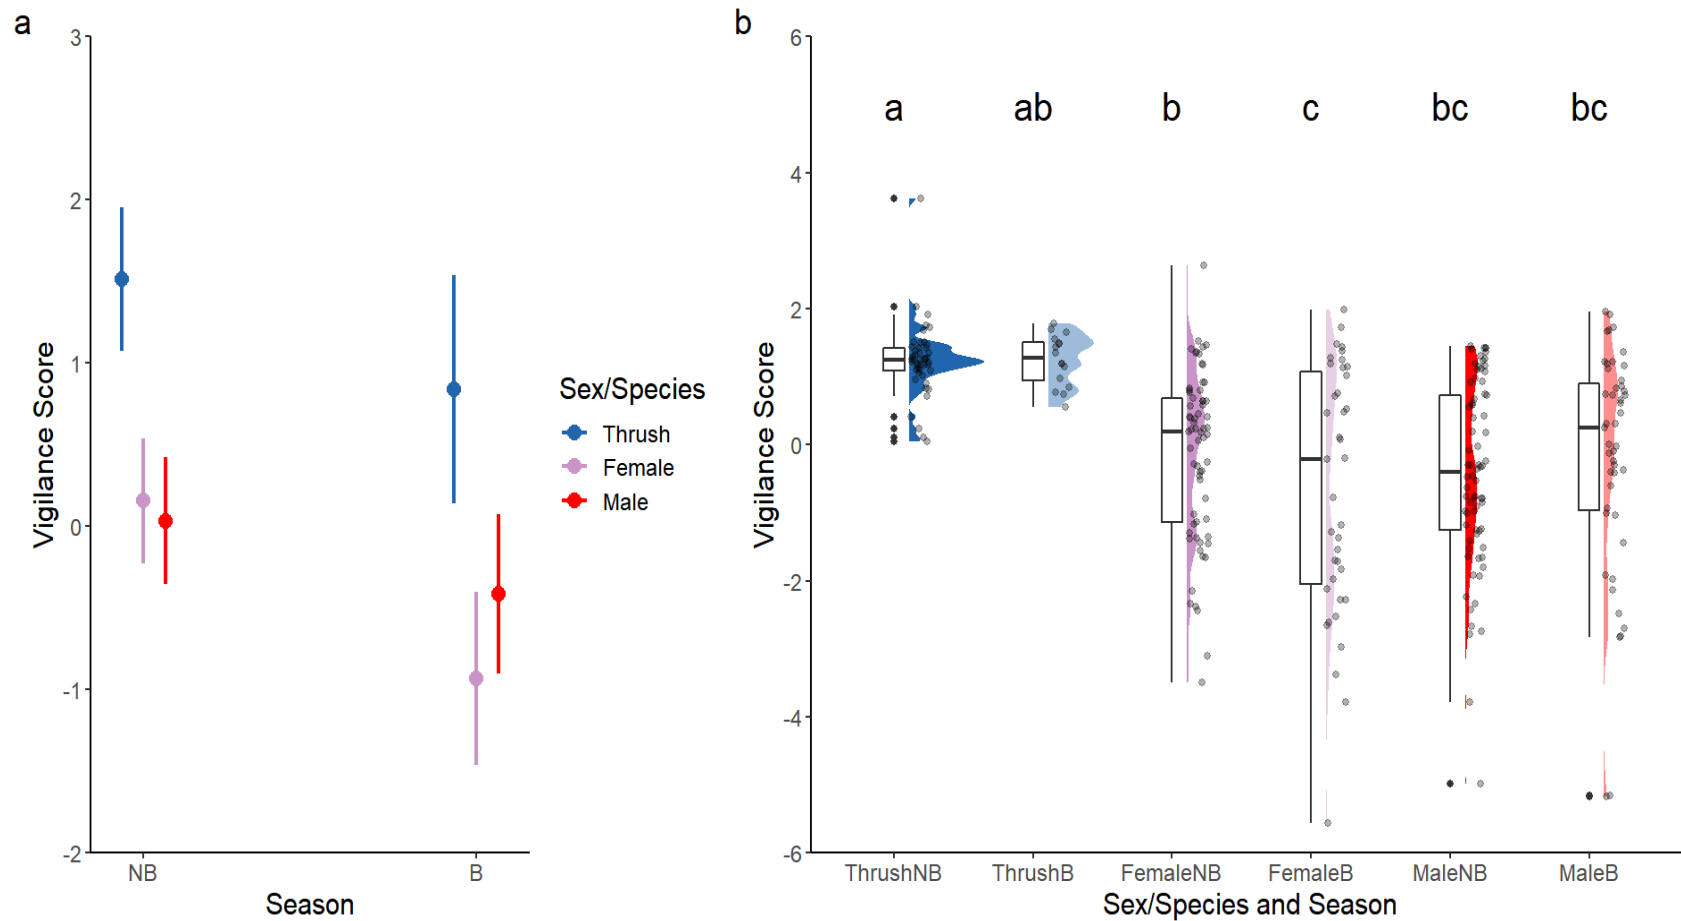 a
3
2
1
0
-1
-2
Vigilance Score
NB
B
Season
Sex/Species
Thrush
Female
Male
b
6
4
2
0
-2
-4
-6
Vigilance Score
a ab b c bc bc
ThrushNB ThrushB FemaleNB FemaleB MaleNB MaleB
Sex/Species and Season